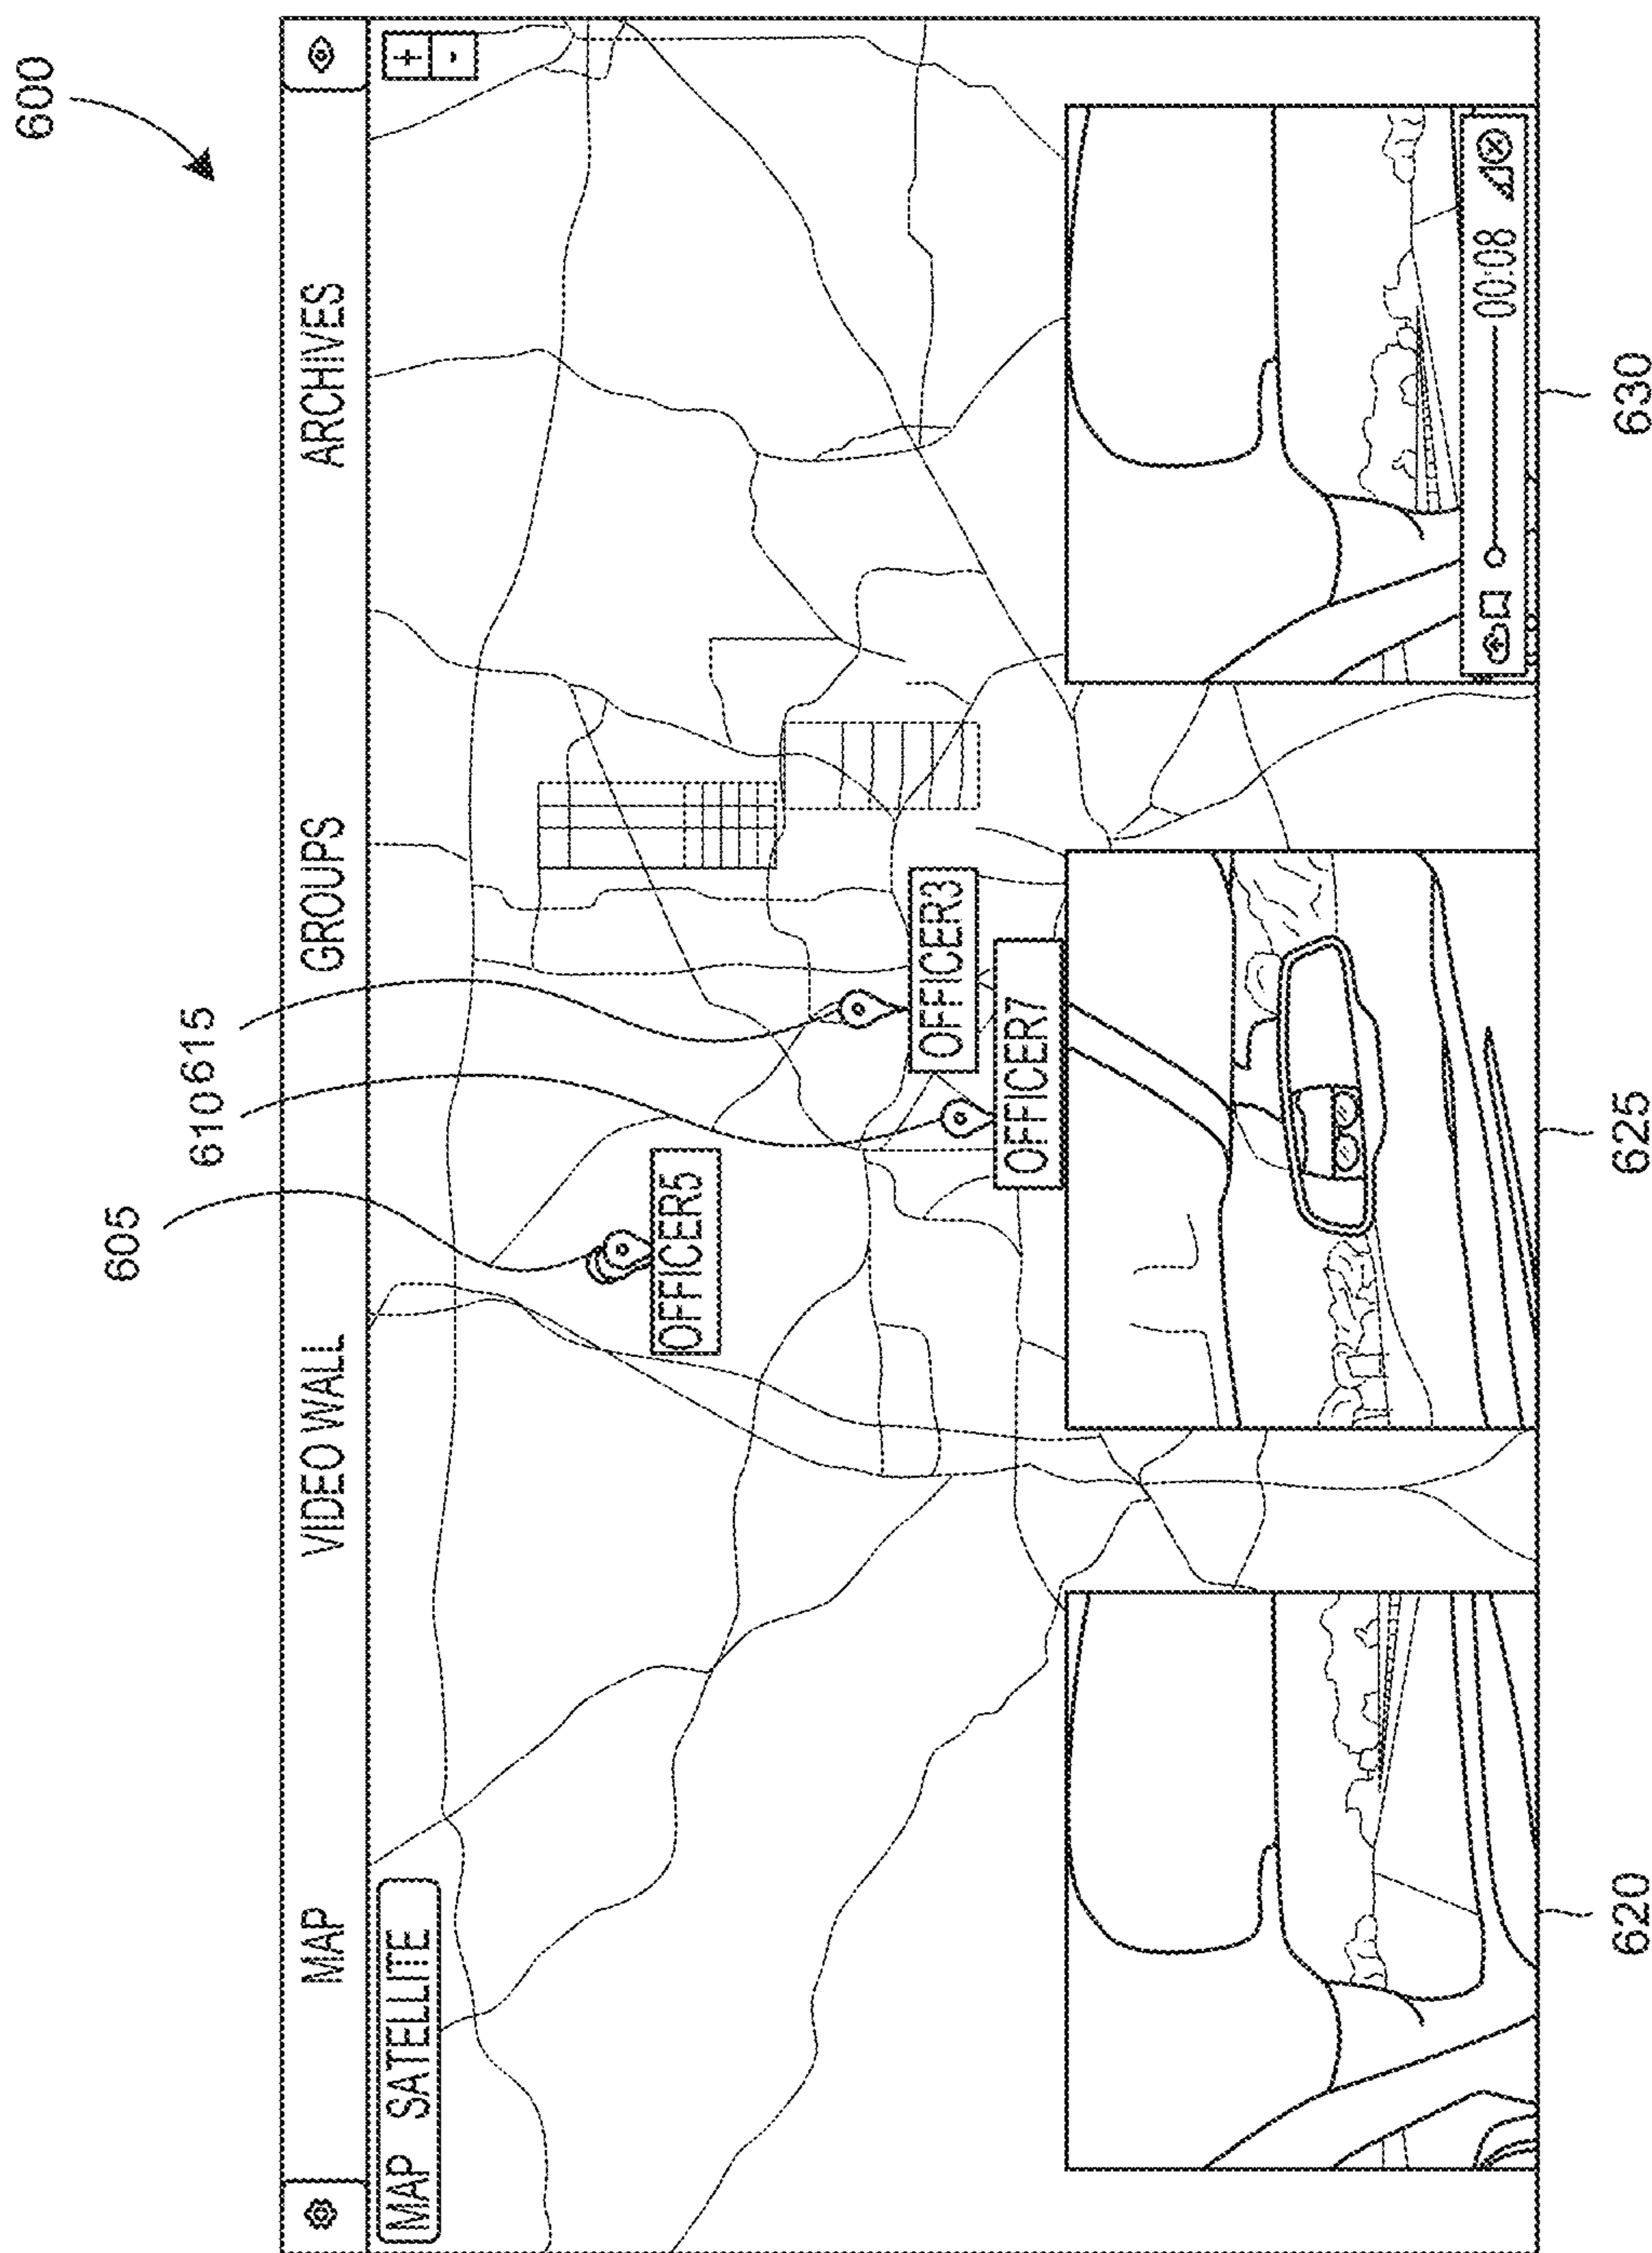 600
MAP VIDEO WALL GROUPS ARCHIVES
MAP SATELLITE
+
-
605
610
615
OFFICER5
OFFICER3
OFFICER7
00:08
620
625
630